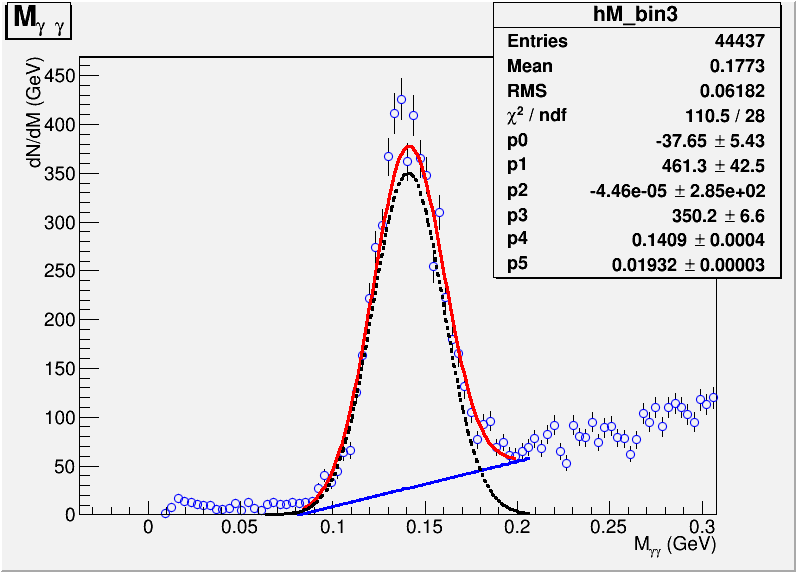 M γ γ
hM_bin3
Entries 44437
Mean 0.1773
RMS 0.06182
χ² / ndf 110.5 / 28
p0 -37.65 ± 5.43
p1 461.3 ± 42.5
p2 -4.46e-05 ± 2.85e+02
p3 350.2 ± 6.6
p4 0.1409 ± 0.0004
p5 0.01932 ± 0.00003
dN/dM (GeV)
450
400
350
300
250
200
150
100
50
0
0 0.05 0.1 0.15 0.2 0.25 0.3
Mγγ (GeV)